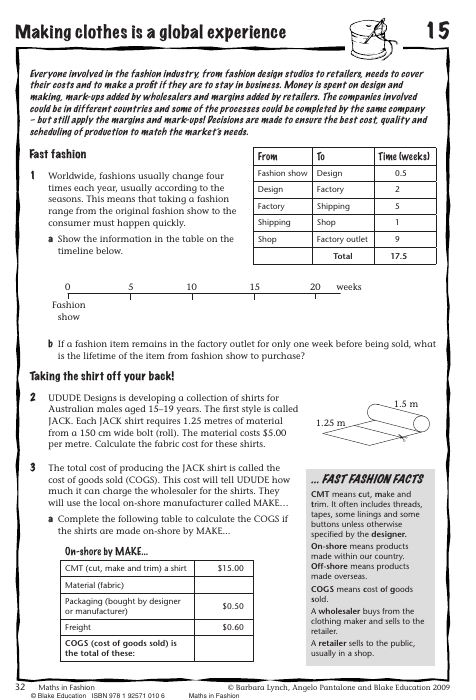 Making clothes is a global experience
15
Everyone involved in the fashion industry, from fashion design studios to retailers, needs to cover
their costs and to make a profit if they are to stay in business. Money is spent on design and
making, mark-ups added by wholesalers and margins added by retailers. The companies involved
could be in different countries and some of the processes could be completed by the same company
– but still apply the margins and mark-ups! Decisions are made to ensure the best cost, quality and
scheduling of production to match the market's needs.
Fast fashion
1 Worldwide, fashions usually change four
times each year, usually according to the
seasons. This means that taking a fashion
range from the original fashion show to the
consumer must happen quickly.
a Show the information in the table on the
timeline below.
From To Time (weeks)
Fashion show Design 0.5
Design Factory 2
Factory Shipping 5
Shipping Shop 1
Shop Factory outlet 9
Total 17.5
0 5 10 15 20 weeks
Fashion
show
b If a fashion item remains in the factory outlet for only one week before being sold, what
is the lifetime of the item from fashion show to purchase?
Taking the shirt off your back!
2 UDUDE Designs is developing a collection of shirts for
Australian males aged 15–19 years. The first style is called
JACK. Each JACK shirt requires 1.25 metres of material
from a 150 cm wide bolt (roll). The material costs $5.00
per metre. Calculate the fabric cost for these shirts.
1.5 m
1.25 m
3 The total cost of producing the JACK shirt is called the
cost of goods sold (COGS). This cost will tell UDUDE how
much it can charge the wholesaler for the shirts. They
will use the local on-shore manufacturer called MAKE...
a Complete the following table to calculate the COGS if
the shirts are made on-shore by MAKE...
On-shore by MAKE...
CMT (cut, make and trim) a shirt $15.00
Material (fabric)
Packaging (bought by designer
or manufacturer) $0.50
Freight $0.60
COGS (cost of goods sold) is
the total of these:
... FAST FASHION FACTS
CMT means cut, make and
trim. It often includes threads,
tapes, some linings and some
buttons unless otherwise
specified by the designer.
On-shore means products
made within our country.
Off-shore means products
made overseas.
COGS means cost of goods
sold.
A wholesaler buys from the
clothing maker and sells to the
retailer.
A retailer sells to the public,
usually in a shop.
32 Maths in Fashion
© Barbara Lynch, Angelo Pantalone and Blake Education 2009
© Blake Education ISBN 978 1 92571 010 6 Maths in Fashion